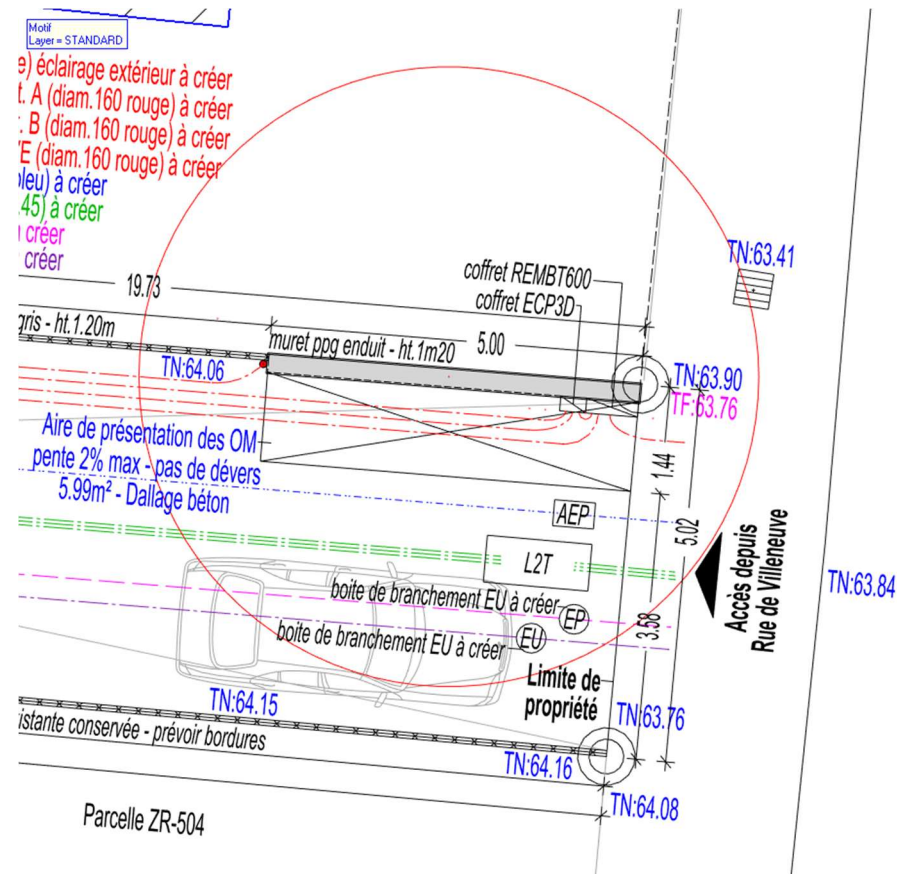 Motif
Layer = STANDARD
e) éclairage extérieur à créer
t. A (diam.160 rouge) à créer
. B (diam.160 rouge) à créer
'E (diam.160 rouge) à créer
bleu) à créer
.45) à créer
à créer
créer
19.73
gris - ht.1.20m
coffret REMBT600
coffret ECP3D
muret ppg enduit - ht.1m20
5.00
TN:63.41
TN:64.06
TN:63.90
TF:63.76
Aire de présentation des OM
pente 2% max - pas de dévers
5.99m² - Dallage béton
1.44
5.02
AEP
L2T
Accès depuis
Rue de Villeneuve
TN:63.84
boite de branchement EU à créer
EP
3.58
boite de branchement EU à créer
EU
Limite de
propriété
TN:64.15
TN:63.76
istante conservée - prévoir bordures
TN:64.16
TN:64.08
Parcelle ZR-504